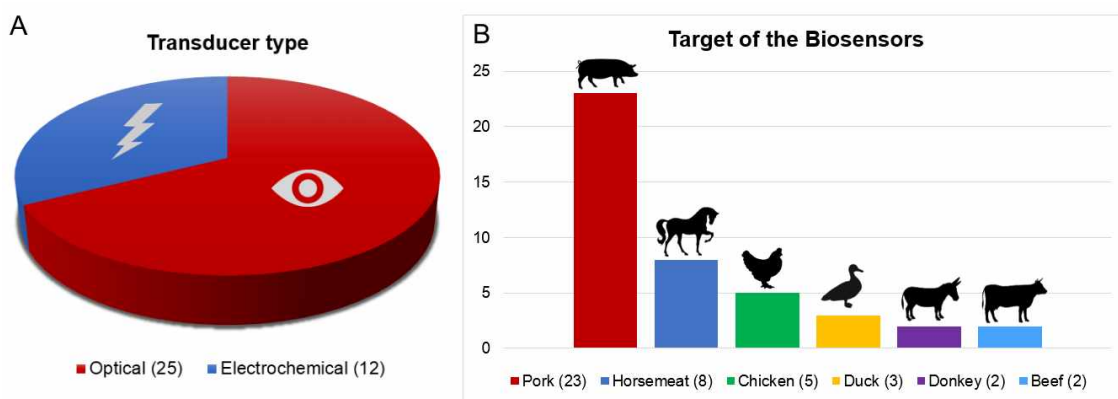 A
Transducer type
Optical (25) Electrochemical (12)
B
Target of the Biosensors
25
20
15
10
5
0
Pork (23) Horsemeat (8) Chicken (5) Duck (3) Donkey (2) Beef (2)